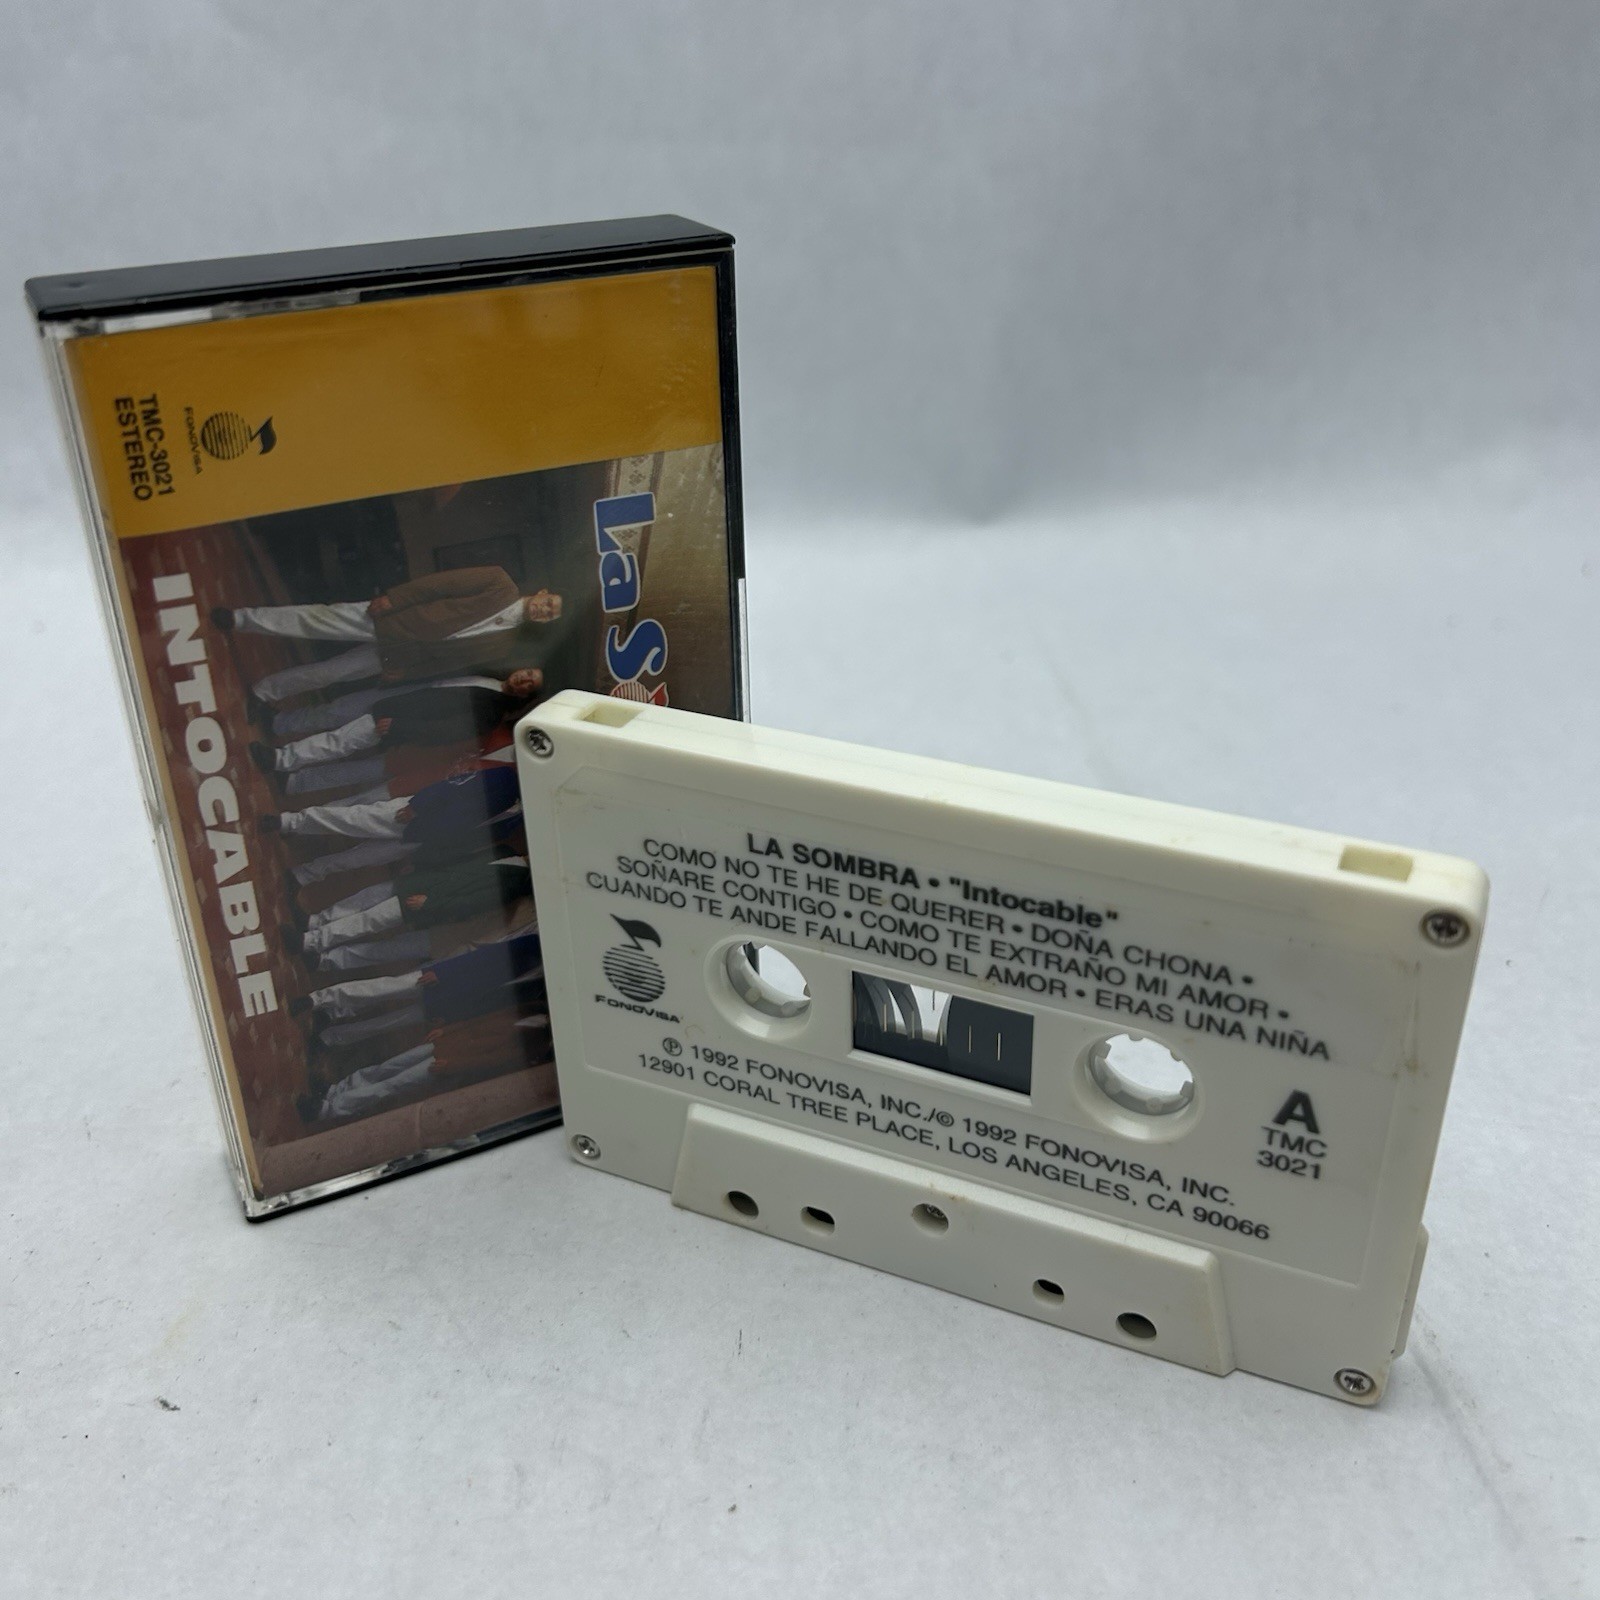 TMC-3021
ESTEREO
FONOVISA
La
INTOCABLE
LA SOMBRA • "Intocable"
COMO NO TE HE DE QUERER • DOÑA CHONA •
SOÑARE CONTIGO • COMO TE EXTRAÑO MI AMOR •
CUANDO TE ANDE FALLANDO EL AMOR • ERAS UNA NIÑA
FONOVISA
A
TMC
3021
Ⓟ 1992 FONOVISA, INC./© 1992 FONOVISA, INC.
12901 CORAL TREE PLACE, LOS ANGELES, CA 90066